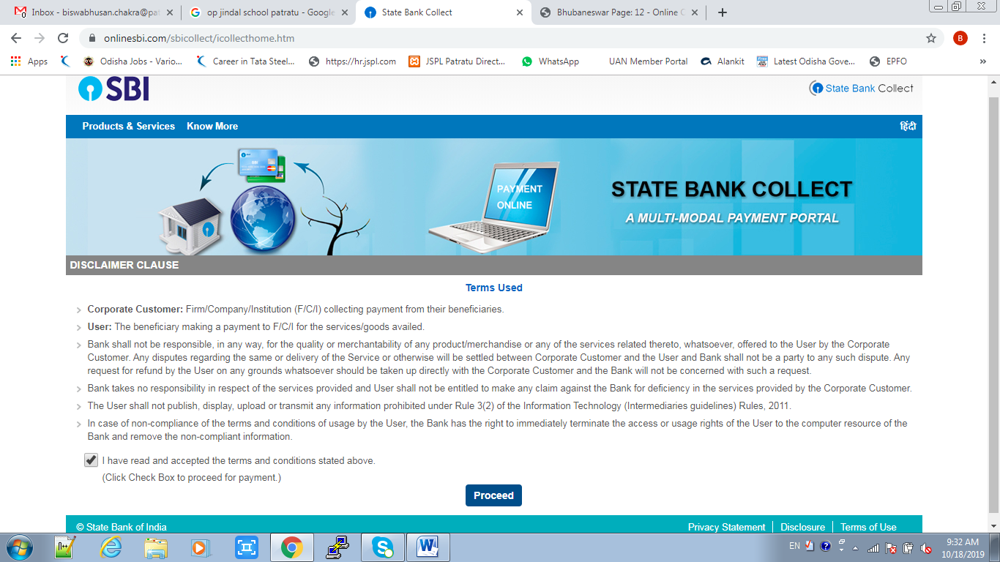 Inbox - biswabhusan.chakra@pat
op jindal school patratu - Google
State Bank Collect
Bhubaneswar Page: 12 - Online C
onlinesbi.com/sbicollect/icollecthome.htm
B
Apps
Odisha Jobs - Vario...
Career in Tata Steel...
https://hr.jspl.com
JSPL Patratu Direct...
WhatsApp
UAN Member Portal
Alankit
Latest Odisha Gove...
EPFO
»
SBI
State Bank Collect
Products & Services
Know More
हिंदी
SBI
PAYMENT
ONLINE
STATE BANK COLLECT
A MULTI-MODAL PAYMENT PORTAL
DISCLAIMER CLAUSE
Terms Used
Corporate Customer: Firm/Company/Institution (F/C/I) collecting payment from their beneficiaries.
User: The beneficiary making a payment to F/C/I for the services/goods availed.
Bank shall not be responsible, in any way, for the quality or merchantability of any product/merchandise or any of the services related thereto, whatsoever, offered to the User by the Corporate
Customer. Any disputes regarding the same or delivery of the Service or otherwise will be settled between Corporate Customer and the User and Bank shall not be a party to any such dispute. Any
request for refund by the User on any grounds whatsoever should be taken up directly with the Corporate Customer and the Bank will not be concerned with such a request.
Bank takes no responsibility in respect of the services provided and User shall not be entitled to make any claim against the Bank for deficiency in the services provided by the Corporate Customer.
The User shall not publish, display, upload or transmit any information prohibited under Rule 3(2) of the Information Technology (Intermediaries guidelines) Rules, 2011.
In case of non-compliance of the terms and conditions of usage by the User, the Bank has the right to immediately terminate the access or usage rights of the User to the computer resource of the
Bank and remove the non-compliant information.
I have read and accepted the terms and conditions stated above.
(Click Check Box to proceed for payment.)
Proceed
© State Bank of India
Privacy Statement
Disclosure
Terms of Use
EN
9:32 AM
10/18/2019